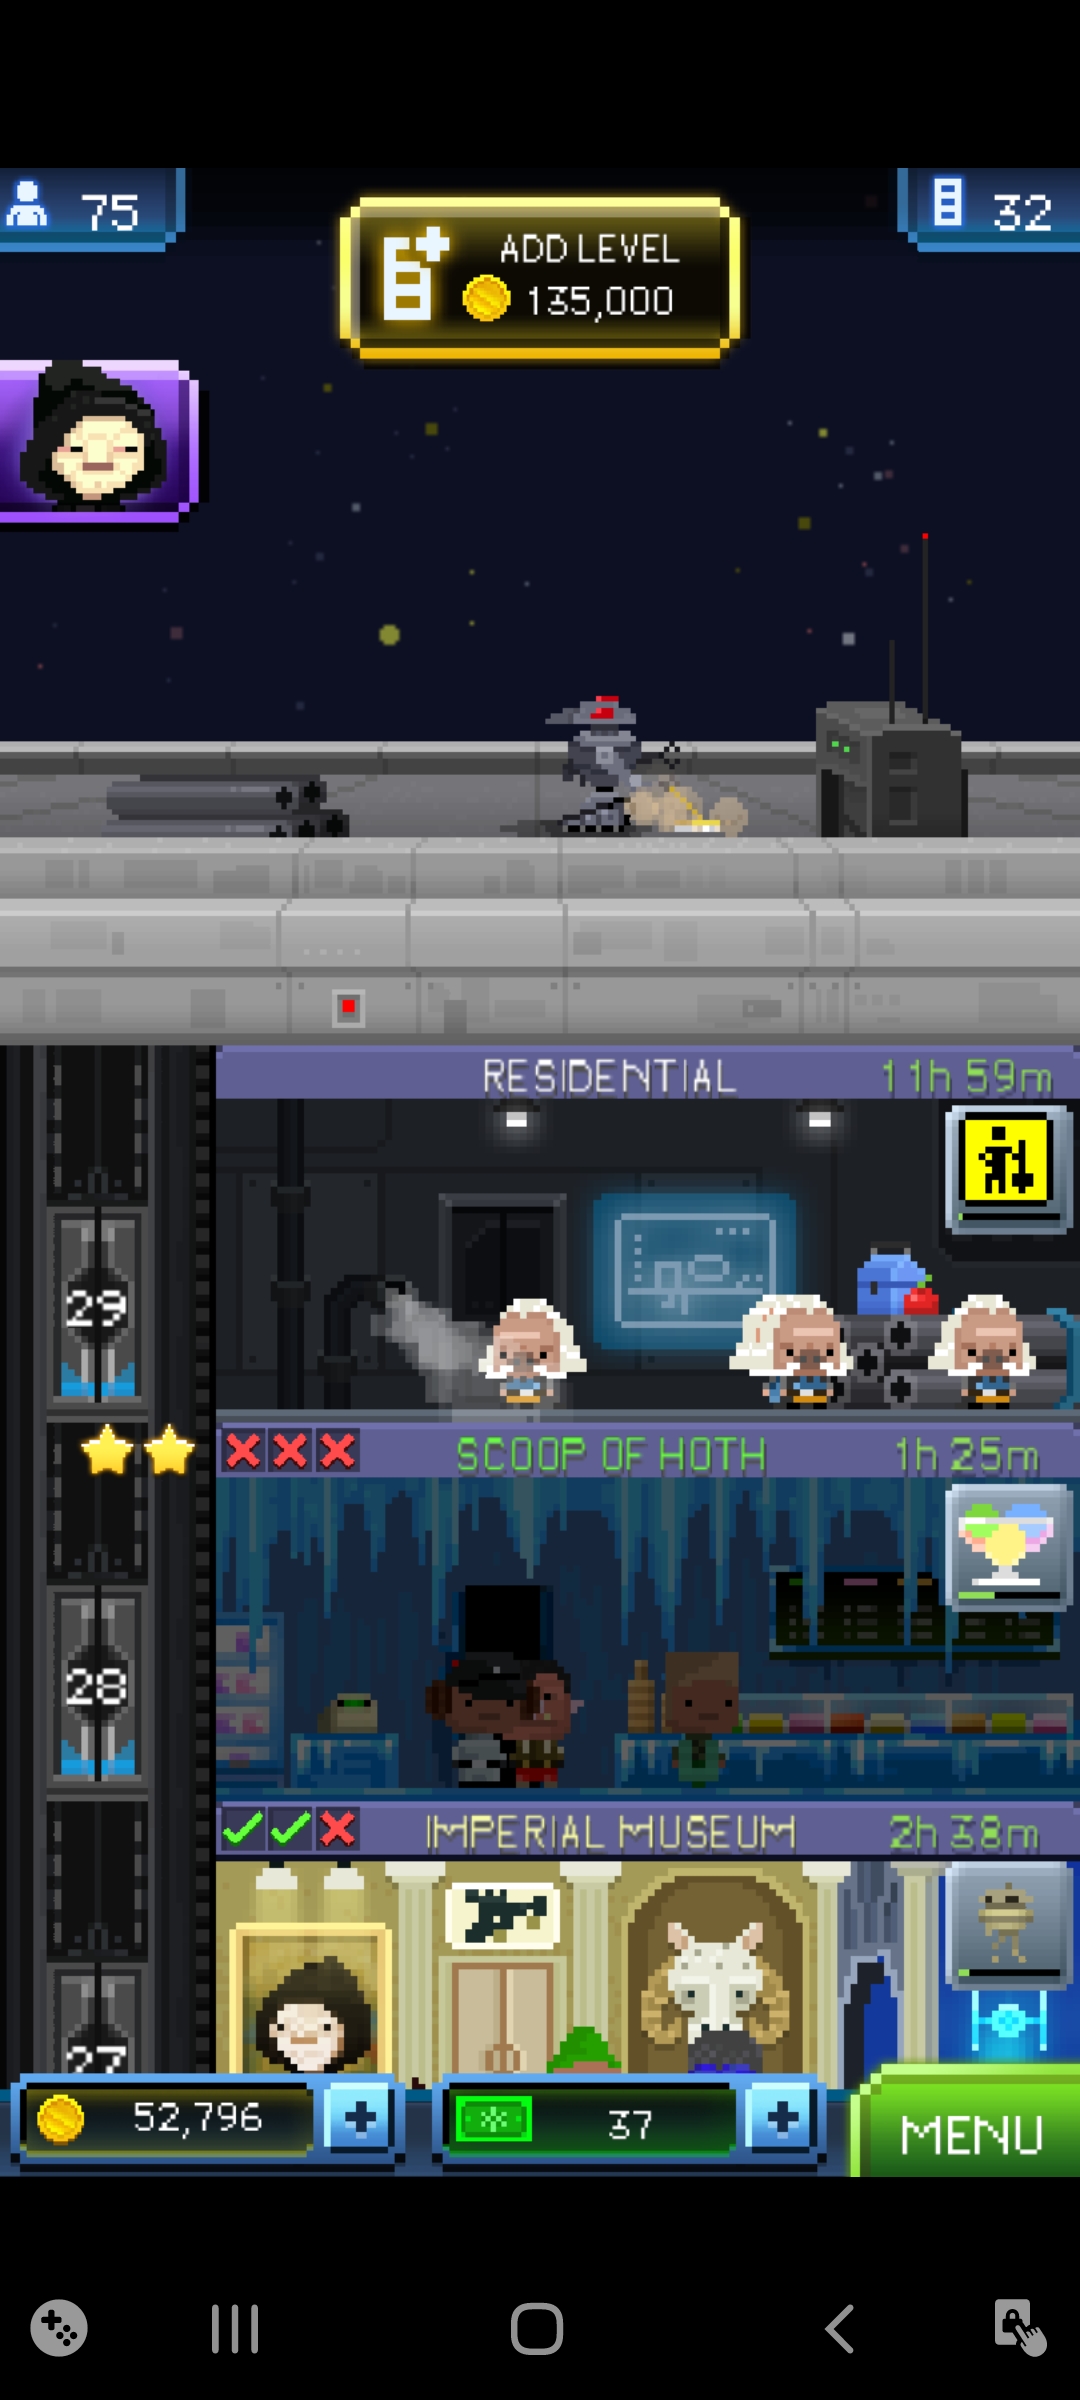 75
ADD LEVEL
135,000
32
RESIDENTIAL 11h 59m
29
SCOOP OF HOTH 1h 25m
28
IMPERIAL MUSEUM 2h 38m
27
52,796
37
MENU